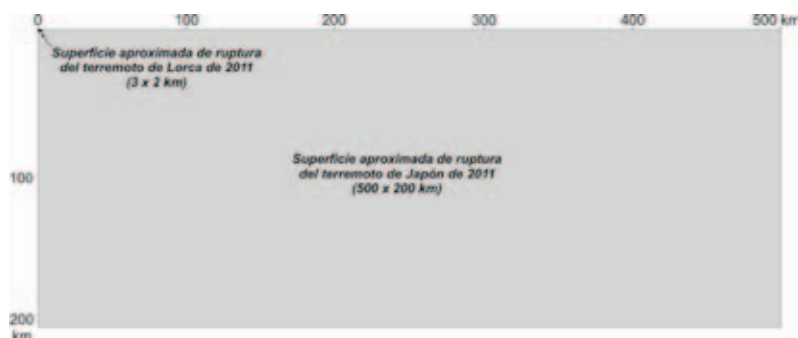 0 100 200 300 400 500 km
Superficie aproximada de ruptura
del terremoto de Lorca de 2011
(3 x 2 km)
Superficie aproximada de ruptura
del terremoto de Japón de 2011
(500 x 200 km)
100
200
km